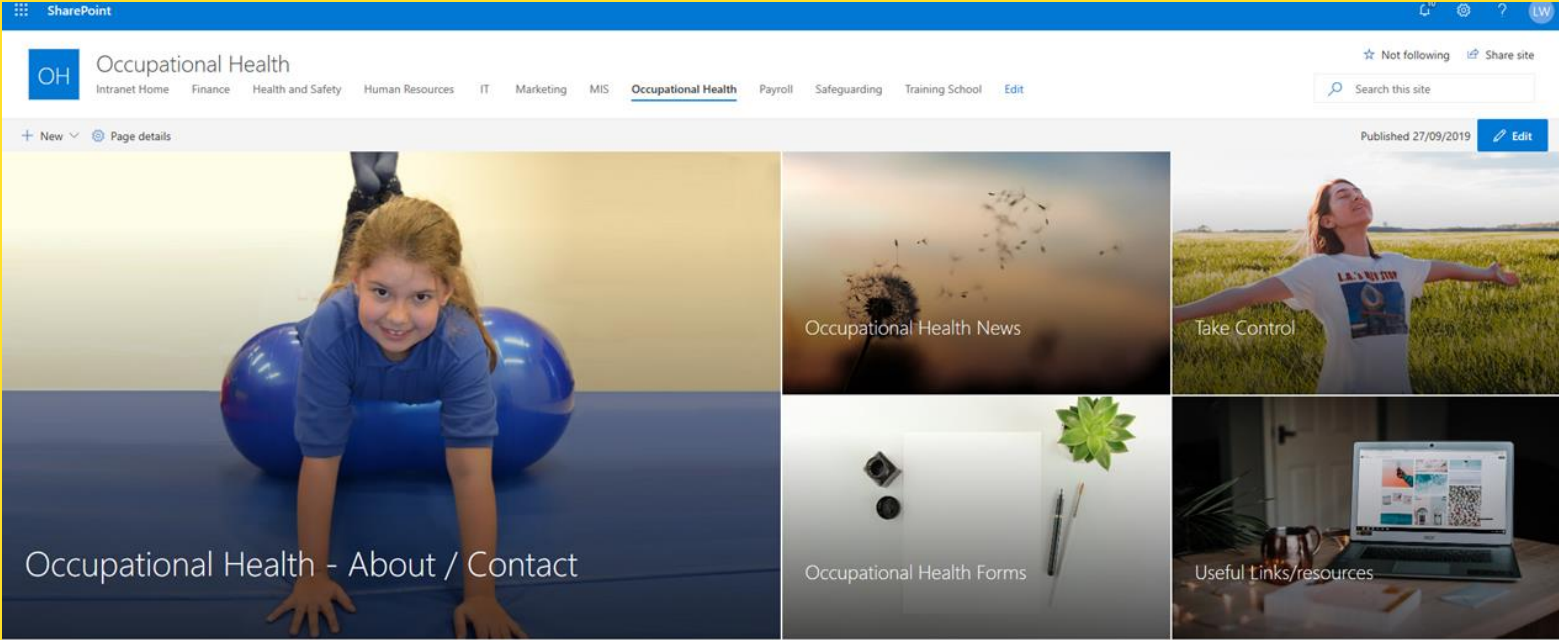 SharePoint
10
LW
OH
Occupational Health
Not following
Share site
Intranet Home Finance Health and Safety Human Resources IT Marketing MIS Occupational Health Payroll Safeguarding Training School Edit
Search this site
New
Page details
Published 27/09/2019
Edit
Occupational Health News
Take Control
Occupational Health - About / Contact
Occupational Health Forms
Useful Links/resources
acer